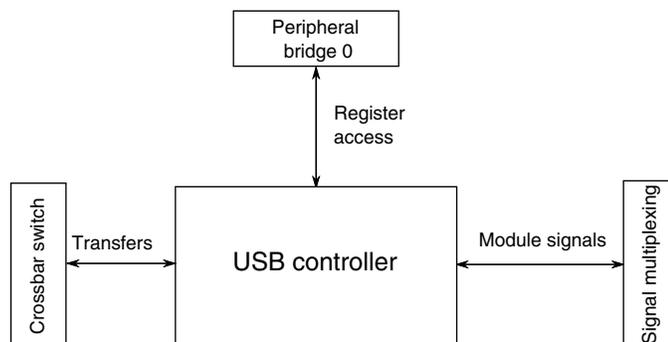 Peripheral
bridge 0
Register
access
Crossbar switch
Transfers
USB controller
Module signals
Signal multiplexing